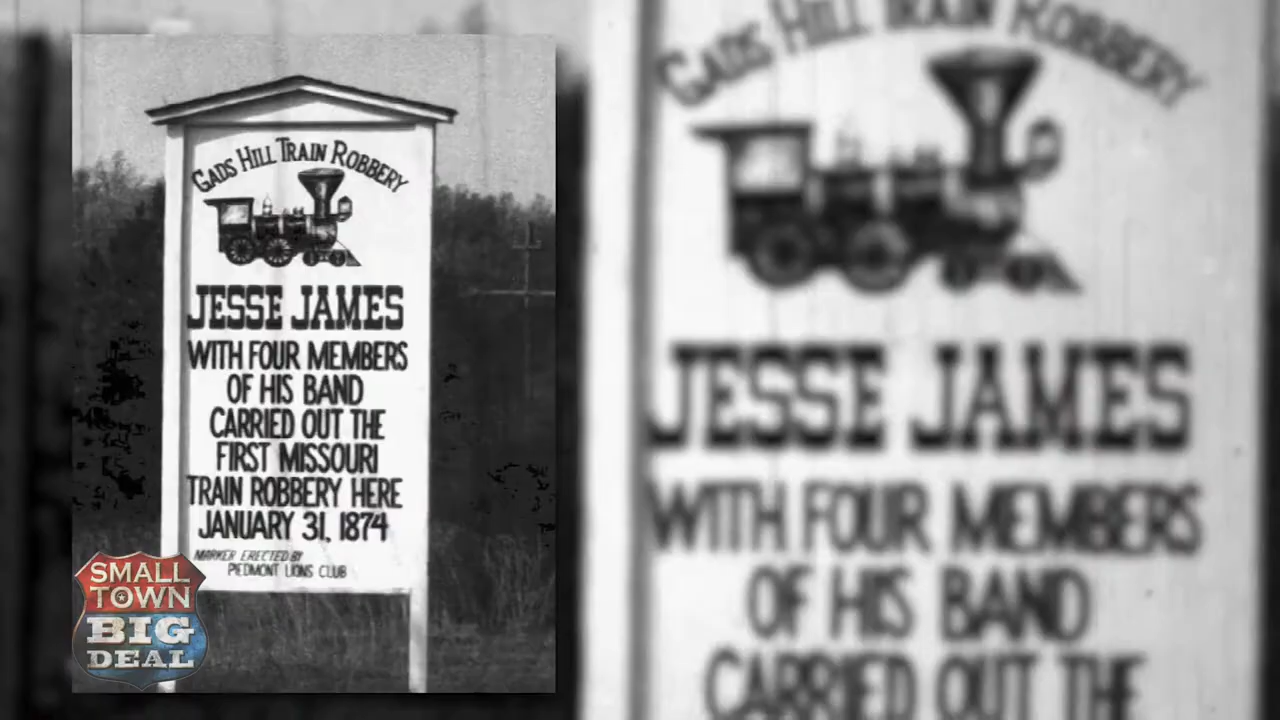 GADS HILL TRAIN ROBBERY
JESSE JAMES
WITH FOUR MEMBERS
OF HIS BAND
CARRIED OUT THE
FIRST MISSOURI
TRAIN ROBBERY HERE
JANUARY 31, 1874
MARKER ERECTED BY
PIEDMONT LIONS CLUB
SMALL
TOWN
BIG
DEAL
GADS HILL TRAIN ROBBERY
JESSE JAMES
WITH FOUR MEMBERS
OF HIS BAND
CARRIED OUT THE